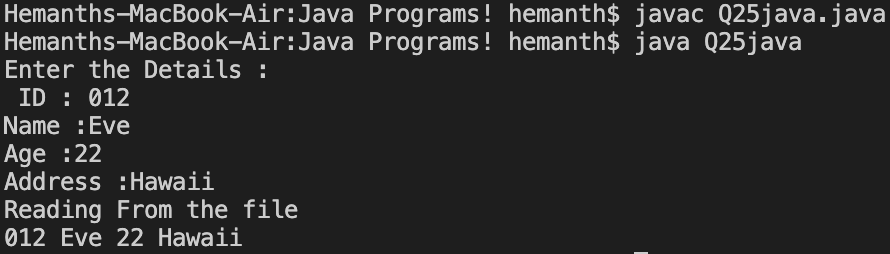 Hemanths-MacBook-Air:Java Programs! hemanth$ javac Q25java.java
Hemanths-MacBook-Air:Java Programs! hemanth$ java Q25java
Enter the Details :
 ID : 012
Name :Eve
Age :22
Address :Hawaii
Reading From the file
012 Eve 22 Hawaii